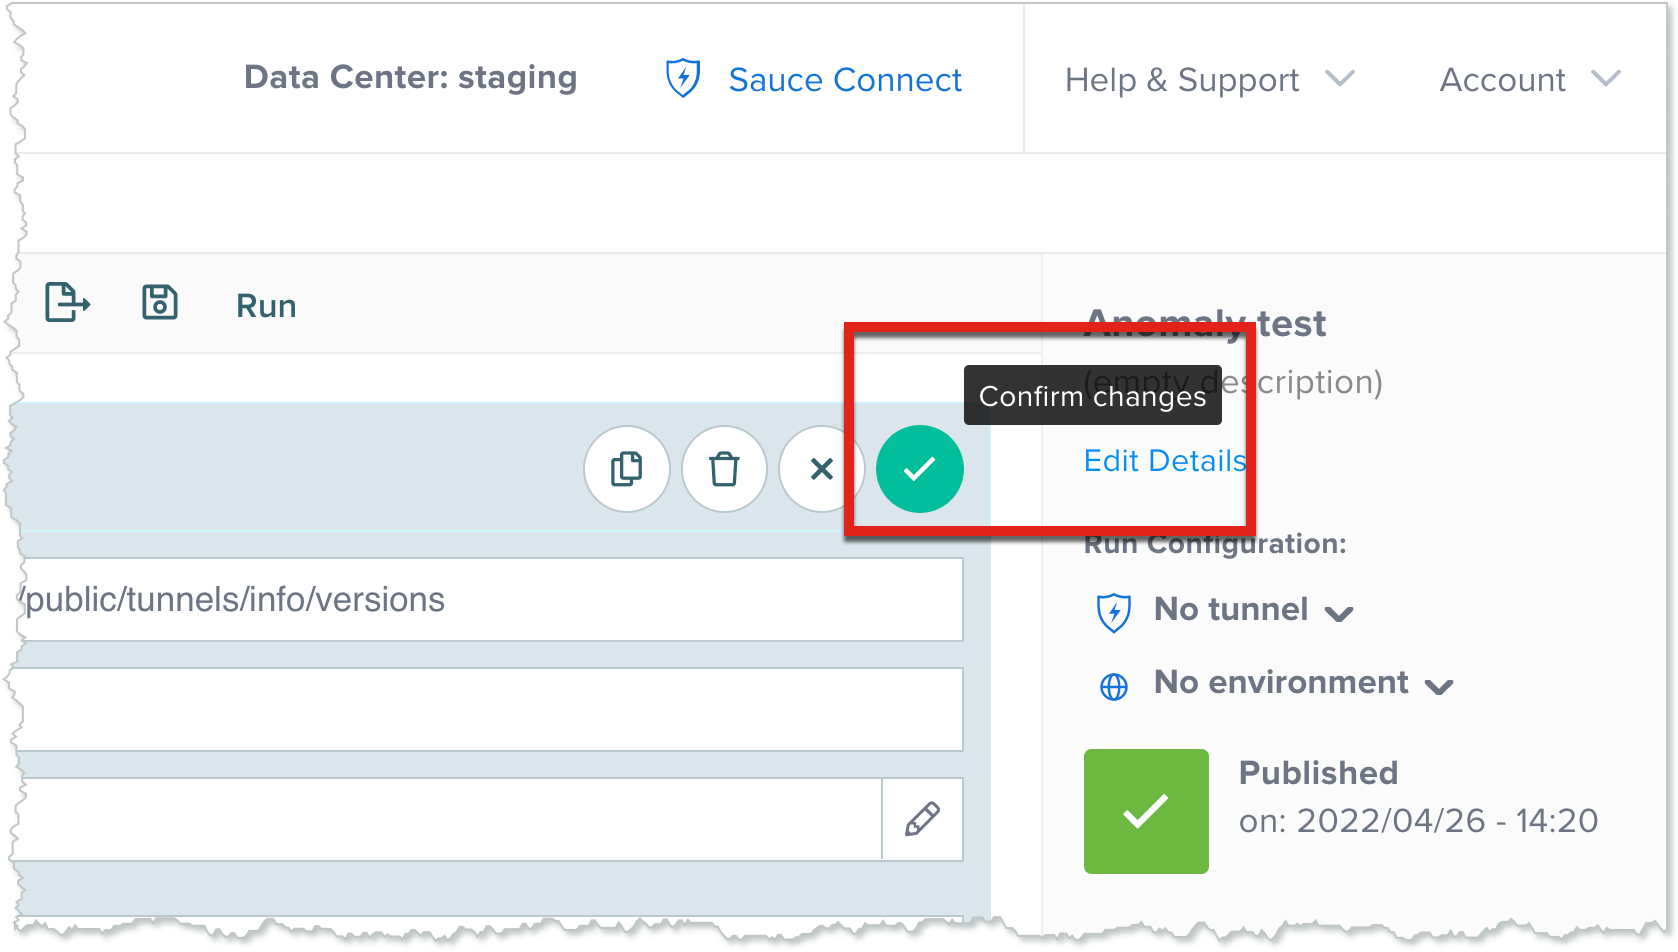 Data Center: staging
Sauce Connect
Help & Support
Account
Run
Anomaly test
(empty description)
Confirm changes
Edit Details
/public/tunnels/info/versions
Run Configuration:
No tunnel
No environment
Published
on: 2022/04/26 - 14:20